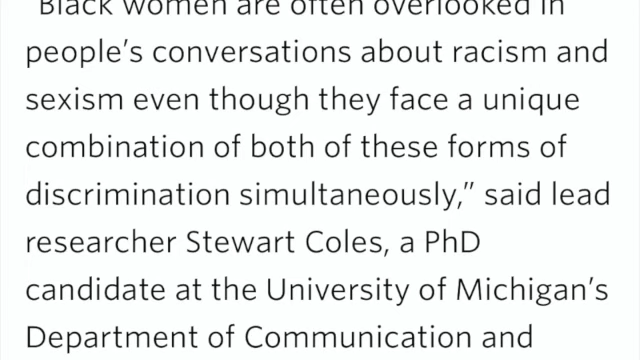 "Black women are often overlooked in
people's conversations about racism and
sexism even though they face a unique
combination of both of these forms of
discrimination simultaneously,” said lead
researcher Stewart Coles, a PhD
candidate at the University of Michigan’s
Department of Communication and